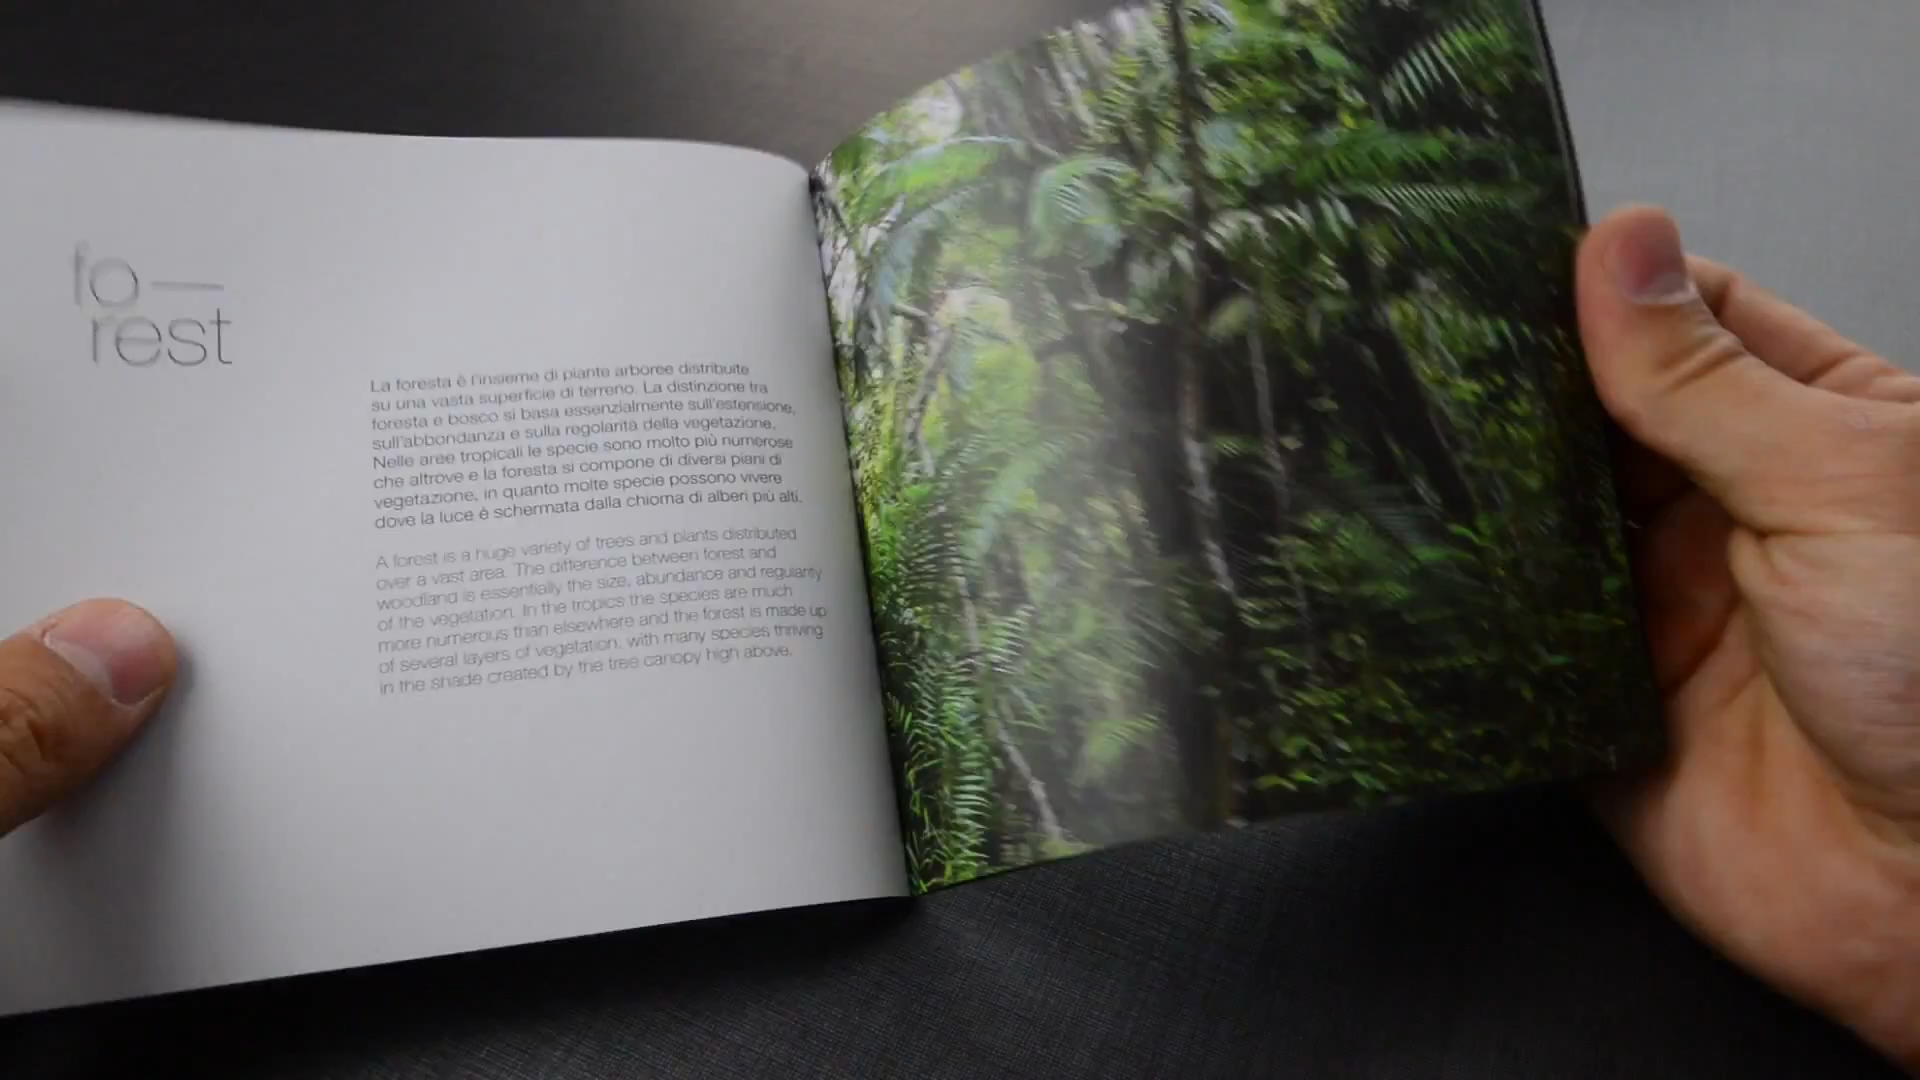 fo—
rest
La foresta è l'insieme di piante arboree distribuite
su una vasta superficie di terreno. La distinzione tra
foresta e bosco si basa essenzialmente sull'estensione,
sull'abbondanza e sulla regolarità della vegetazione.
Nelle aree tropicali le specie sono molto più numerose
che altrove e la foresta si compone di diversi piani di
vegetazione, in quanto molte specie possono vivere
dove la luce è schermata dalla chioma di alberi più alti.
A forest is a huge variety of trees and plants distributed
over a vast area. The difference between forest and
woodland is essentially the size, abundance and regularity
of the vegetation. In the tropics the species are much
more numerous than elsewhere and the forest is made up
of several layers of vegetation, with many species thriving
in the shade created by the tree canopy high above.